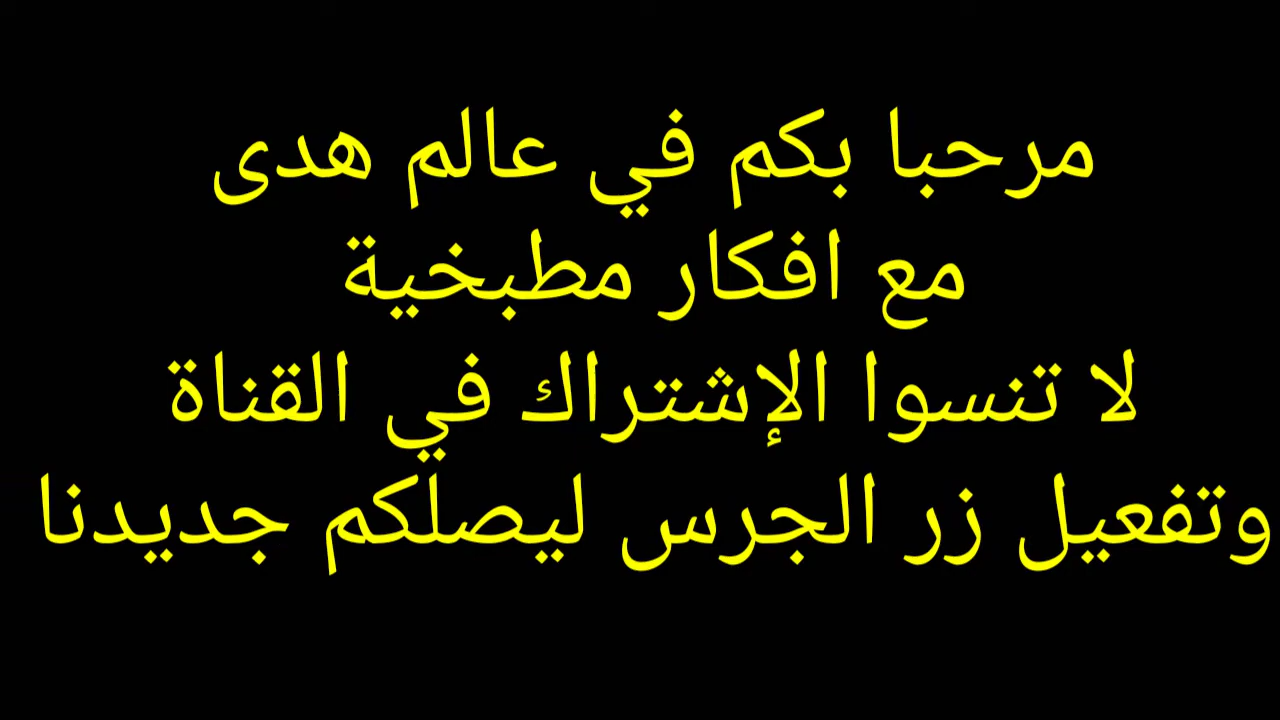 مرحبا بكم في عالم هدى
مع افكار مطبخية
لا تنسوا الإشتراك في القناة
وتفعيل زر الجرس ليصلكم جديدنا